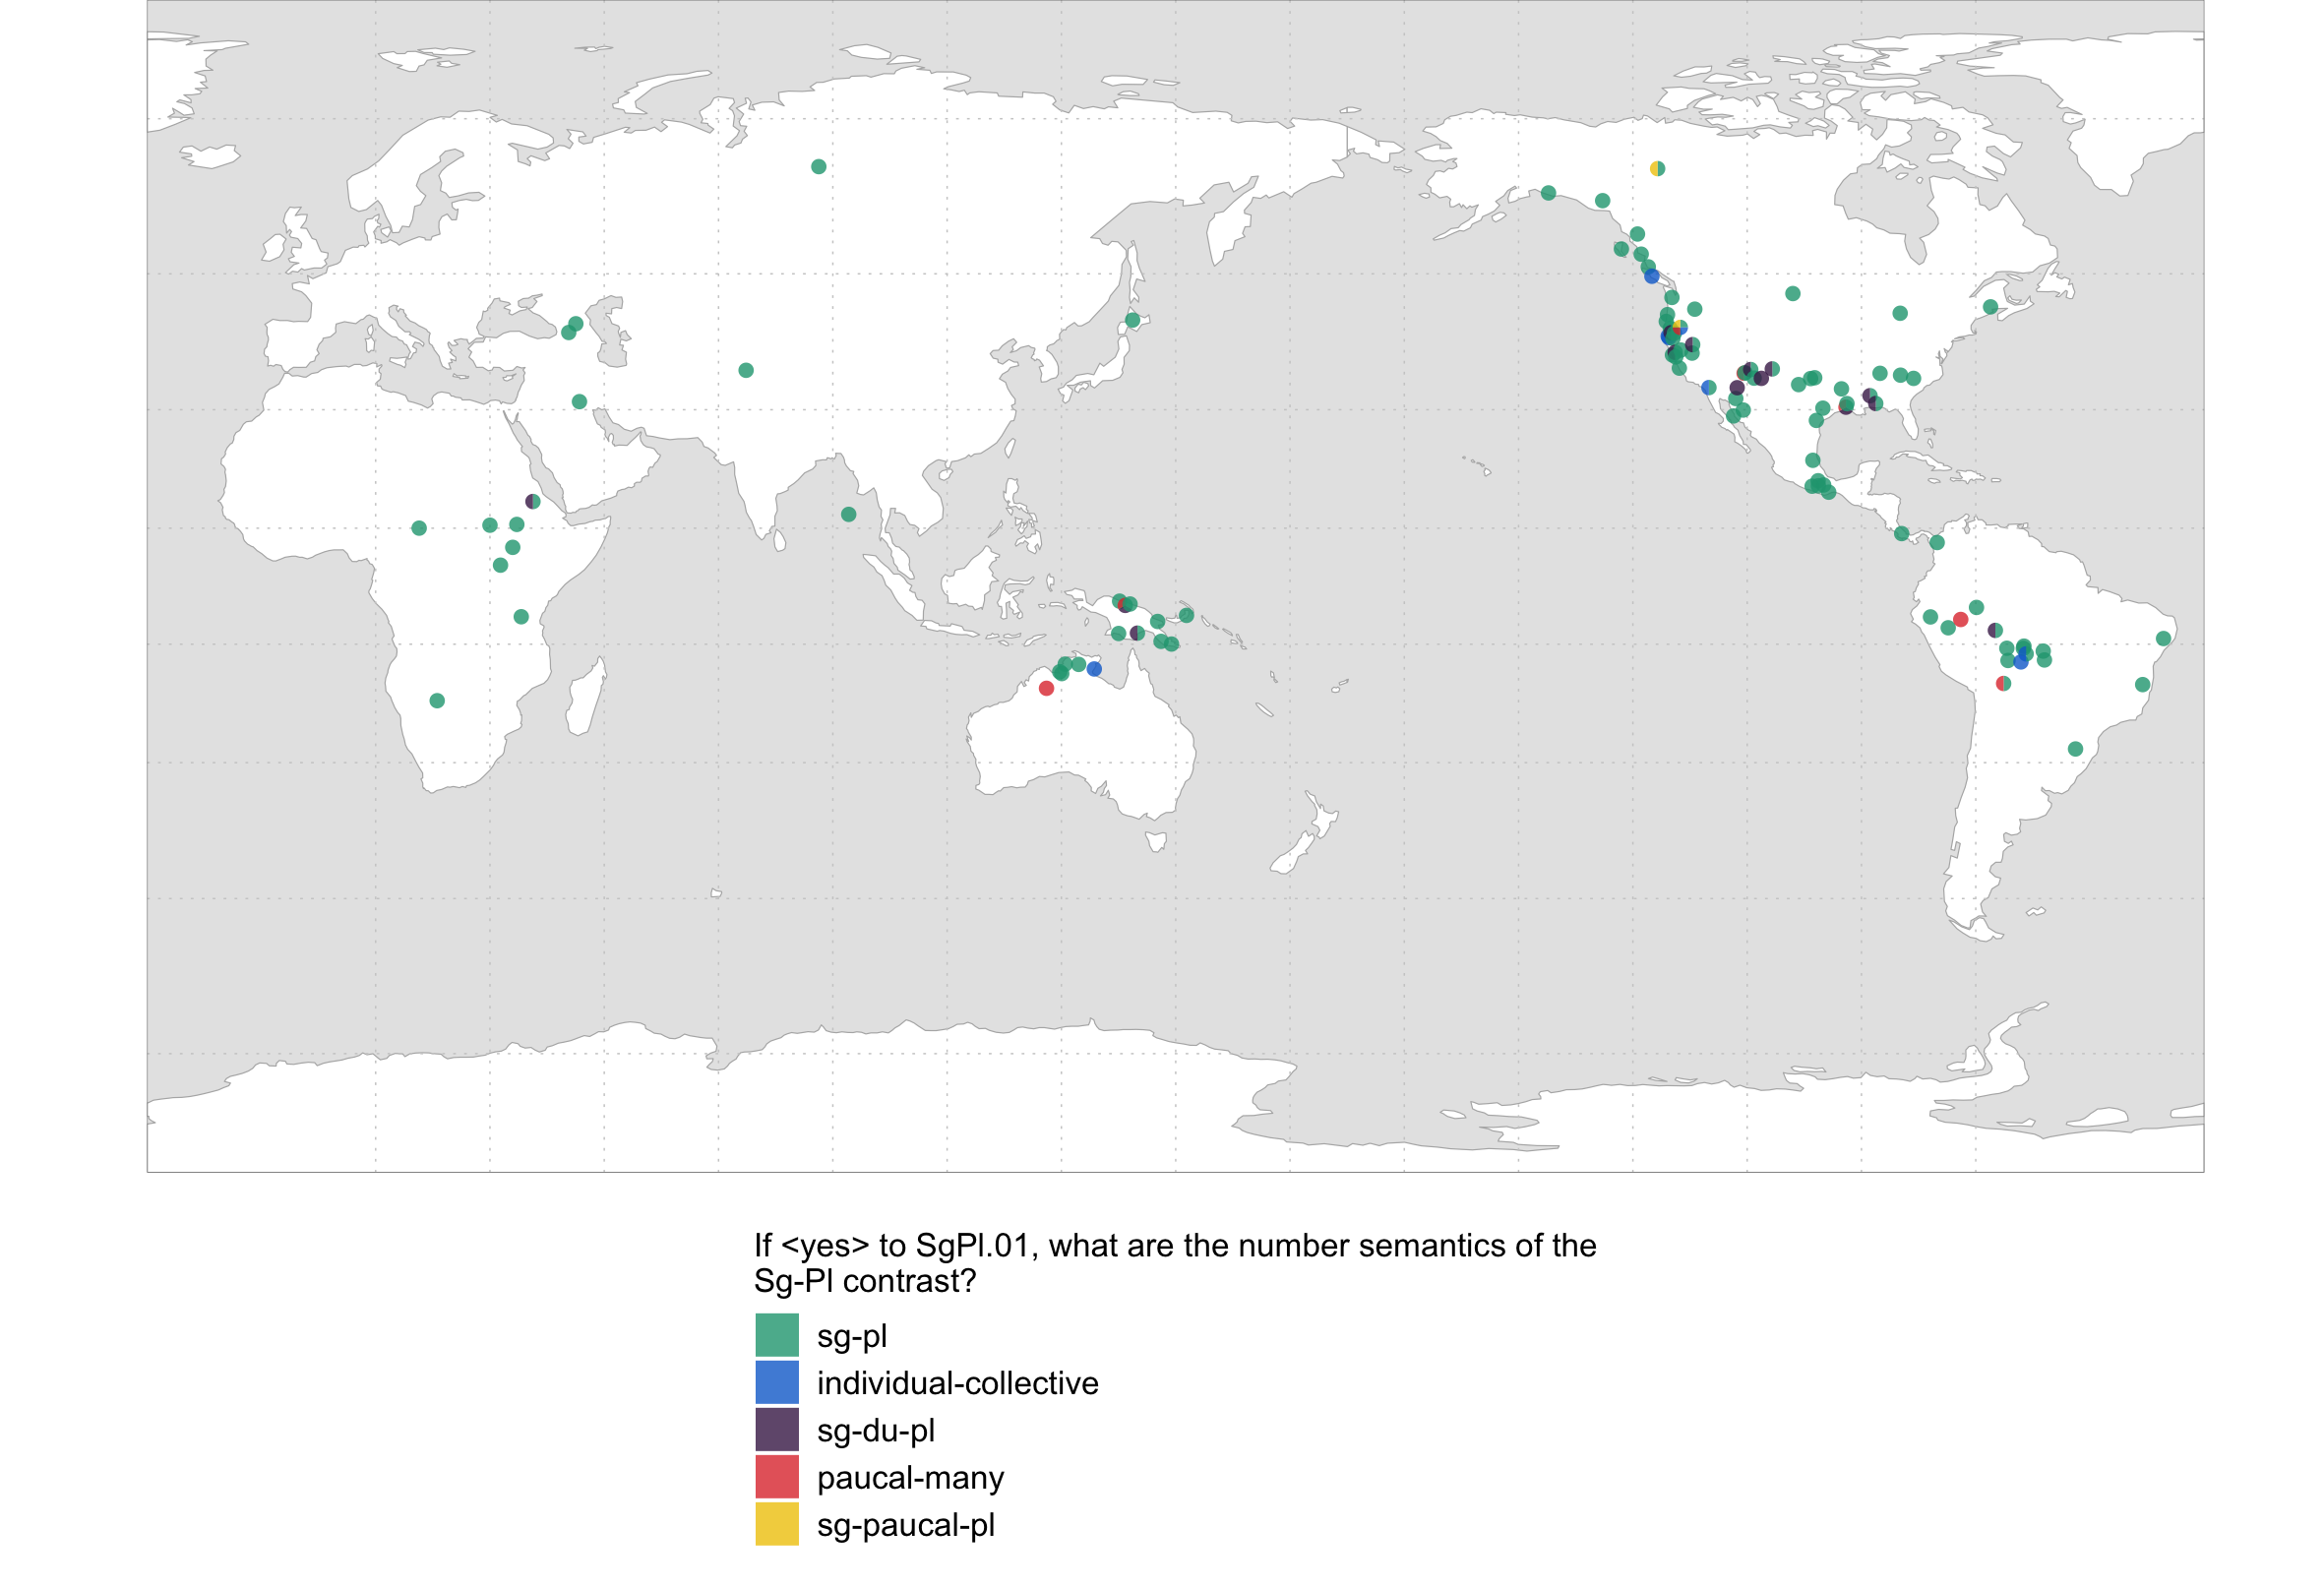 If <yes> to SgPl.01, what are the number semantics of the
Sg-Pl contrast?
sg-pl
individual-collective
sg-du-pl
paucal-many
sg-paucal-pl